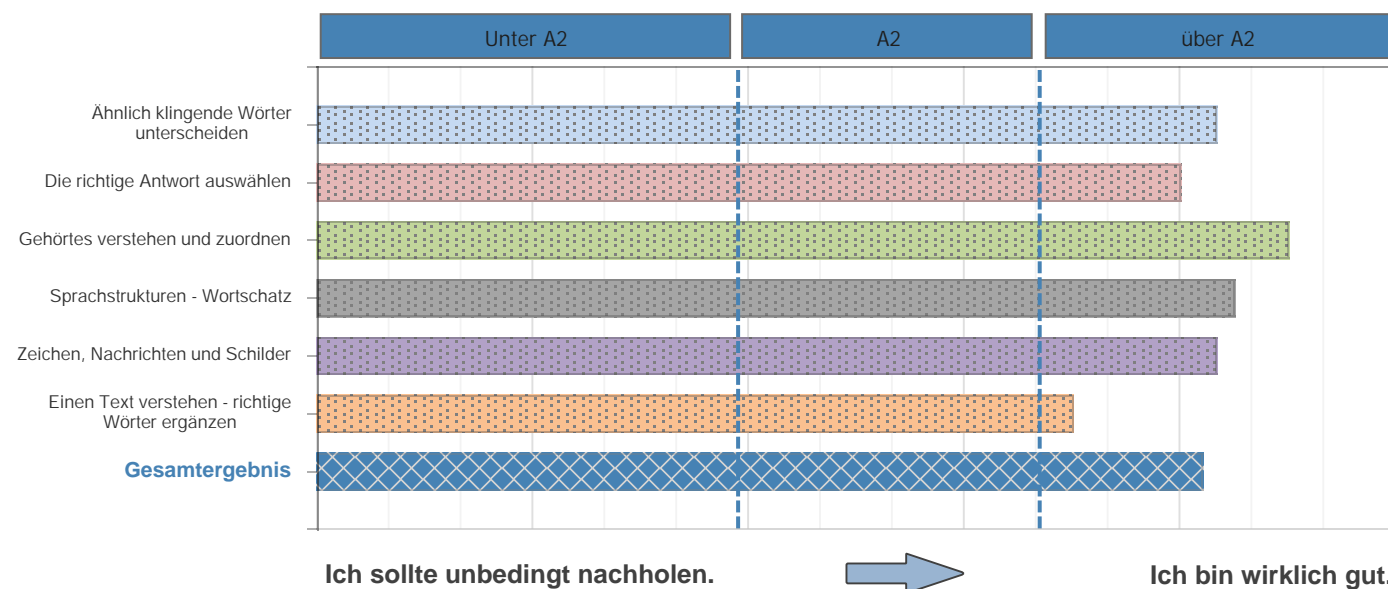 Unter A2
A2
über A2
Ähnlich klingende Wörter
unterscheiden
Die richtige Antwort auswählen
Gehörtes verstehen und zuordnen
Sprachstrukturen - Wortschatz
Zeichen, Nachrichten und Schilder
Einen Text verstehen - richtige
Wörter ergänzen
Gesamtergebnis
Ich sollte unbedingt nachholen.
Ich bin wirklich gut.